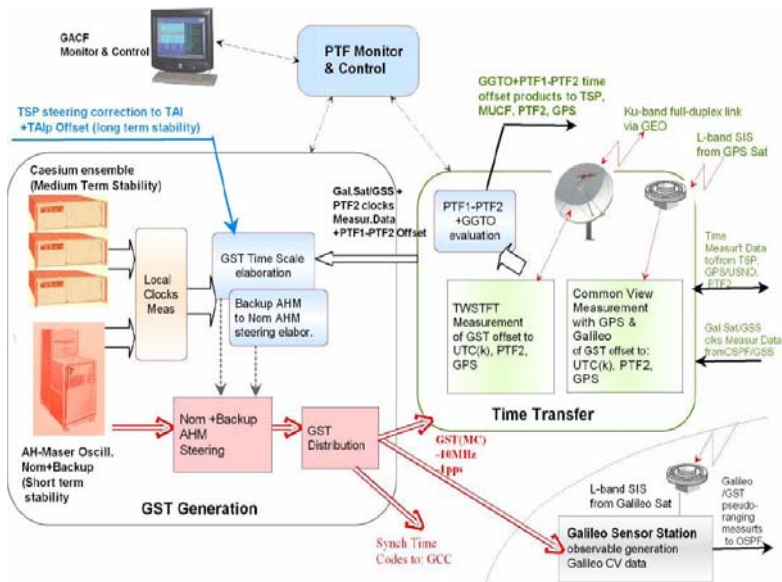 GACF
Monitor & Control
PTF Monitor
& Control
TSP steering correction to TAI
+TAIp Offset (long term stability)
GGTO+PTF1-PTF2 time
offset products to TSP,
MUCF, PTF2, GPS
Ku-band full-duplex link
via GEO
L-band SIS
from GPS Sat
Caesium ensemble
(Medium Term Stability)
Gal.Sat/GSS +
PTF2 clocks
Measur.Data
+PTF1-PTF2 Offset
PTF1-PTF2
+GGTO
evaluation
Local
Clocks
Meas
GST Time Scale
elaboration
Backup AHM
to Nom AHM
steering elabor.
TWSTFT
Measurement
of GST offset to
UTC(k), PTF2,
GPS
Common View
Measurement
with GPS &
Galileo
of GST offset to:
UTC(k), PTF2,
GPS
Time
Measur't Data
to/from TSP,
GPS/USNO,
PTF2
Gal.Sat/GSS
clks Measur.Data
fromOSPF/GSS
Time Transfer
AH-Maser Oscill.
Nom+Backup
(Short term
stability
Nom +Backup
AHM
Steering
GST
Distribution
GST Generation
GST(MC)
-10MHz
-1pps
Synch Time
Codes to: GCC
L-band SIS
from Galileo Sat
Galileo Sensor Station
observable generation
Galileo CV data
Galileo
/GST
pseudo-
ranging
measurts
to OSPF